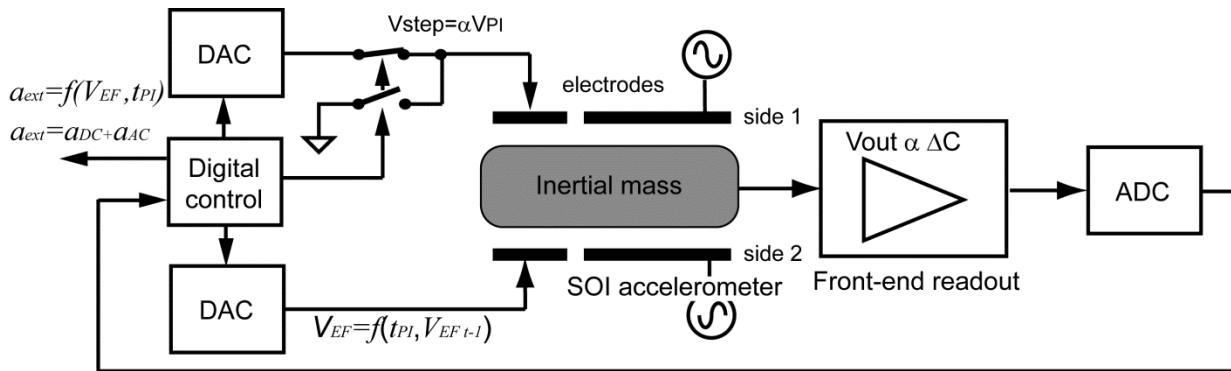 Vstep=αVPI
DAC
electrodes
aext=f(VEF,tPI)
aext=aDC+aAC
side 1
Vout α ΔC
Digital
control
Inertial mass
ADC
side 2
SOI accelerometer
Front-end readout
DAC
VEF=f(tPI,VEF t-1)